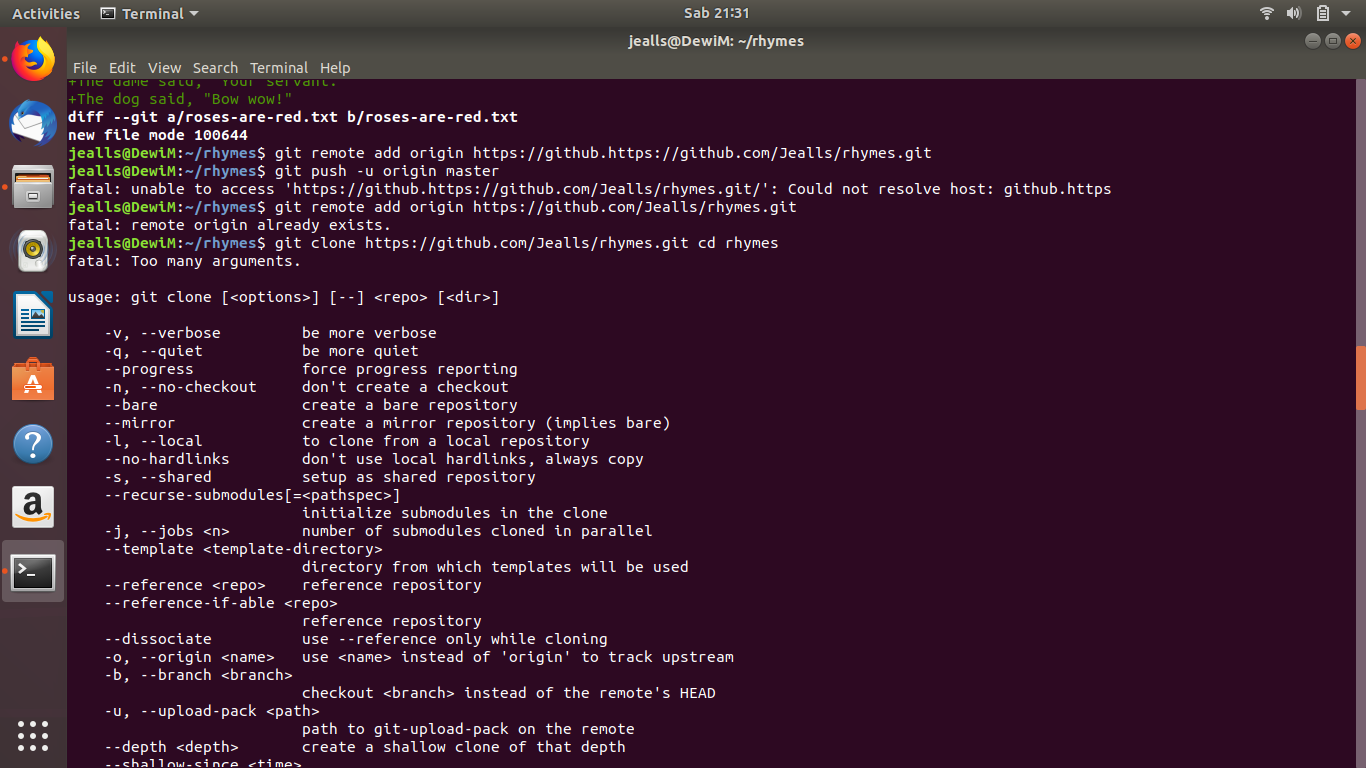 Activities Terminal Sab 21:31
jealls@DewiM: ~/rhymes
File Edit View Search Terminal Help
+The dame said, "Your servant."
+The dog said, "Bow wow!"
diff --git a/roses-are-red.txt b/roses-are-red.txt
new file mode 100644
jealls@DewiM:~/rhymes$ git remote add origin https://github.https://github.com/Jealls/rhymes.git
jealls@DewiM:~/rhymes$ git push -u origin master
fatal: unable to access 'https://github.https://github.com/Jealls/rhymes.git/': Could not resolve host: github.https
jealls@DewiM:~/rhymes$ git remote add origin https://github.com/Jealls/rhymes.git
fatal: remote origin already exists.
jealls@DewiM:~/rhymes$ git clone https://github.com/Jealls/rhymes.git cd rhymes
fatal: Too many arguments.
usage: git clone [<options>] [--] <repo> [<dir>]
-v, --verbose be more verbose
-q, --quiet be more quiet
--progress force progress reporting
-n, --no-checkout don't create a checkout
--bare create a bare repository
--mirror create a mirror repository (implies bare)
-l, --local to clone from a local repository
--no-hardlinks don't use local hardlinks, always copy
-s, --shared setup as shared repository
--recurse-submodules[=<pathspec>]
initialize submodules in the clone
-j, --jobs <n> number of submodules cloned in parallel
--template <template-directory>
directory from which templates will be used
--reference <repo> reference repository
--reference-if-able <repo>
reference repository
--dissociate use --reference only while cloning
-o, --origin <name> use <name> instead of 'origin' to track upstream
-b, --branch <branch>
checkout <branch> instead of the remote's HEAD
-u, --upload-pack <path>
path to git-upload-pack on the remote
--depth <depth> create a shallow clone of that depth
--shallow-since <time>